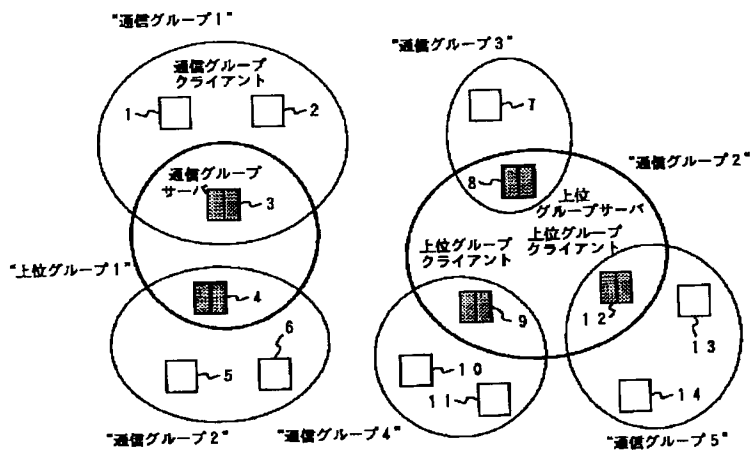 "通信グループ1"
通信グループ
クライアント
1
2
通信グループ
サーバ
3
"上位グループ1"
4
6
5
"通信グループ2"
"通信グループ3"
7
"通信グループ2"
8
上位
グループサーバ
上位グループ
クライアント
上位グループ
クライアント
9
12
13
10
11
14
"通信グループ4"
"通信グループ5"